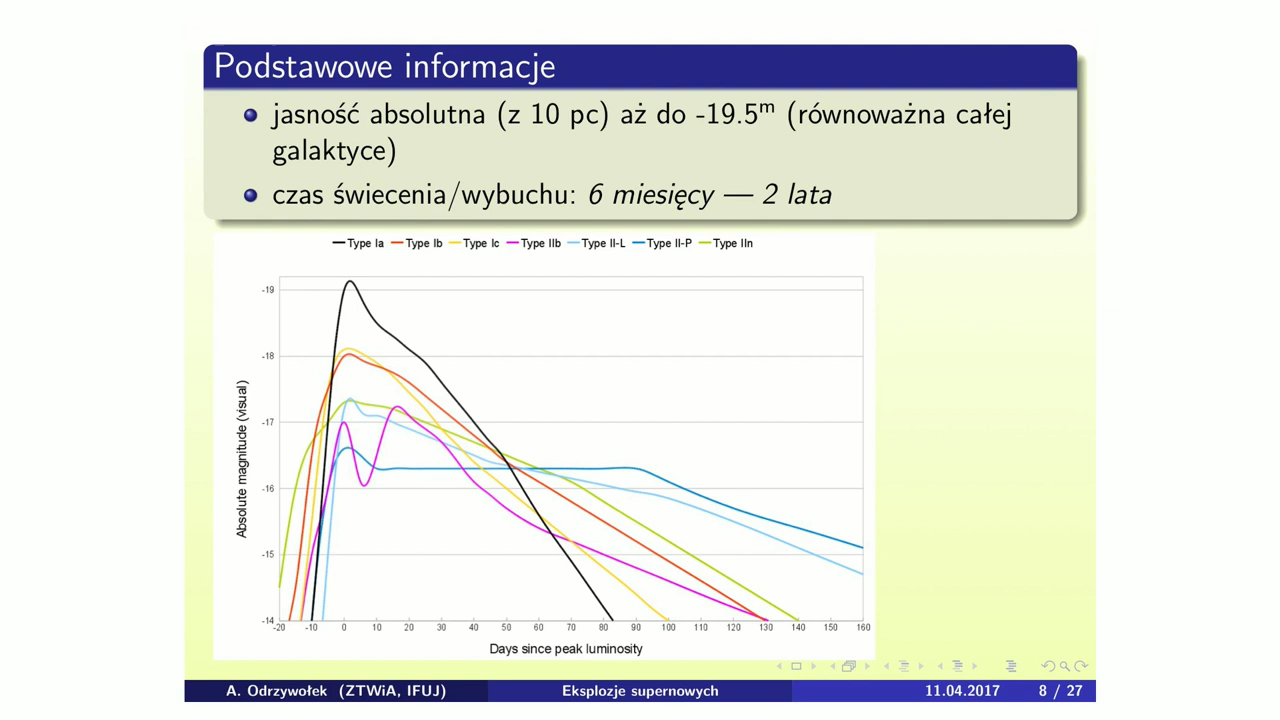 Podstawowe informacje
jasność absolutna (z 10 pc) aż do -19.5ᵐ (równoważna całej
galaktyce)
czas świecenia/wybuchu: 6 miesięcy — 2 lata
Type Ia Type Ib Type Ic Type IIb Type II-L Type II-P Type IIn
-19
-18
-17
-16
-15
-14
Absolute magnitude (visual)
-20 -10 0 10 20 30 40 50 60 70 80 90 100 110 120 130 140 150 160
Days since peak luminosity
A. Odrzywołek (ZTWiA, IFUJ) Eksplozje supernowych 11.04.2017 8 / 27